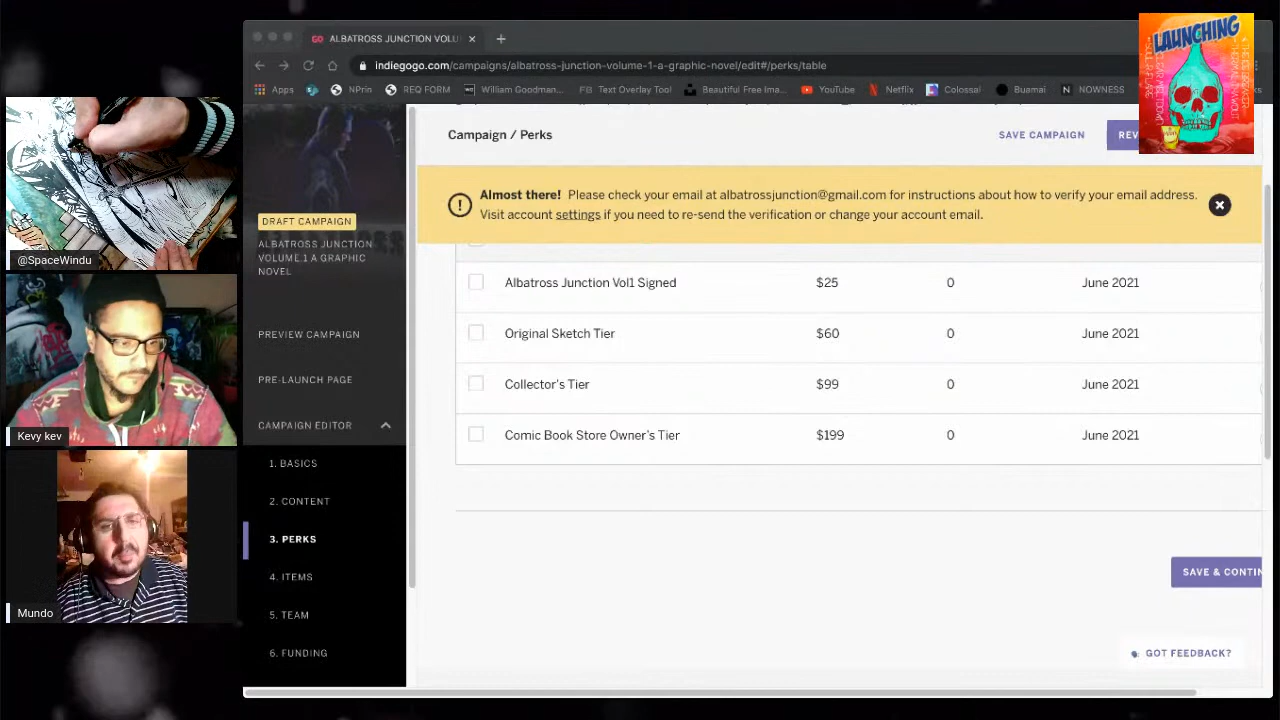 ALBATROSS JUNCTION VOLU
indiegogo.com/campaigns/albatross-junction-volume-1-a-graphic-novel/edit#/perks/table
Apps
NPrin
REQ FORM
William Goodman...
Text Overlay Tool
Beautiful Free Ima...
YouTube
Netflix
Colossal
Buamai
NOWNESS
LAUNCHING
Campaign / Perks
SAVE CAMPAIGN
REV
Almost there! Please check your email at albatrossjunction@gmail.com for instructions about how to verify your email address.
Visit account settings if you need to re-send the verification or change your account email.
DRAFT CAMPAIGN
ALBATROSS JUNCTION
VOLUME 1 A GRAPHIC
NOVEL
PREVIEW CAMPAIGN
PRE-LAUNCH PAGE
CAMPAIGN EDITOR
1. BASICS
2. CONTENT
3. PERKS
4. ITEMS
5. TEAM
6. FUNDING
Albatross Junction Vol1 Signed $25 0 June 2021
Original Sketch Tier $60 0 June 2021
Collector's Tier $99 0 June 2021
Comic Book Store Owner's Tier $199 0 June 2021
SAVE & CONTIN
GOT FEEDBACK?
@SpaceWindu
Kevy kev
Mundo